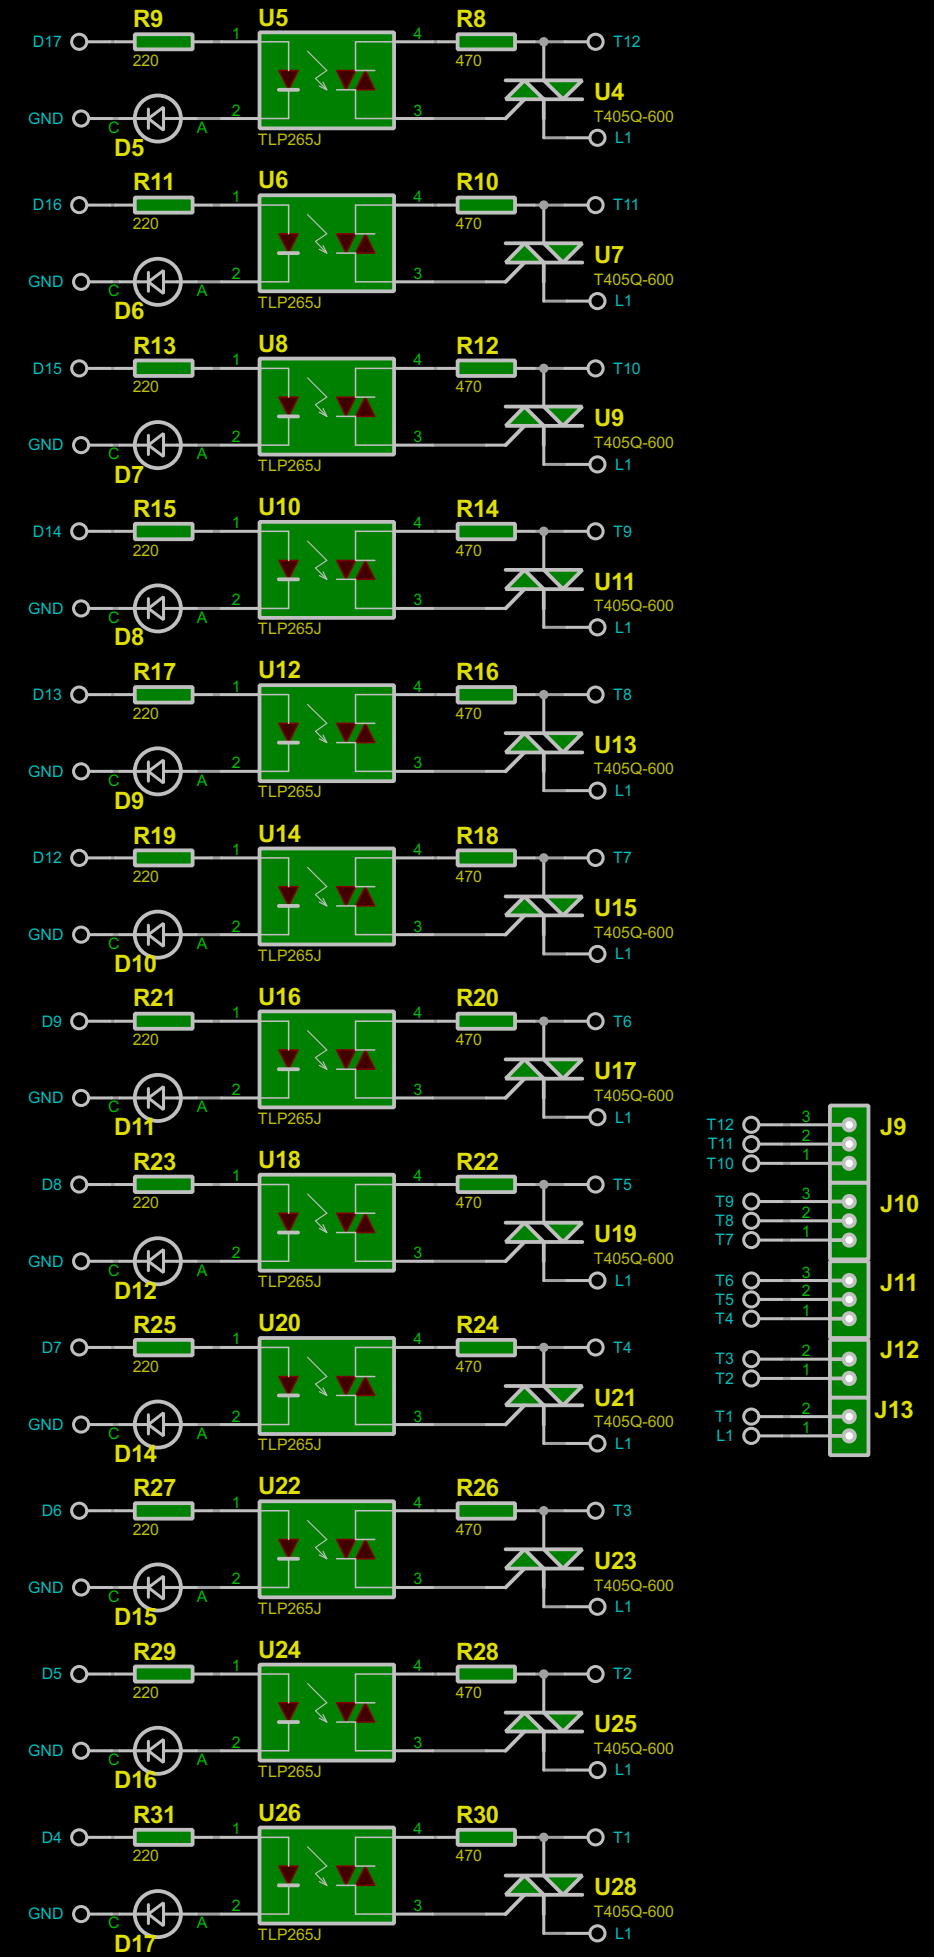 R9 U5 R8
D17 1 4 T12
220 470
U4
GND 2 3 T405Q-600
C A
D5 TLP265J L1
R11 U6 R10
D16 1 4 T11
220 470
U7
GND 2 3 T405Q-600
C A
D6 TLP265J L1
R13 U8 R12
D15 1 4 T10
220 470
U9
GND 2 3 T405Q-600
C A
D7 TLP265J L1
R15 U10 R14
D14 1 4 T9
220 470
U11
GND 2 3 T405Q-600
C A
D8 TLP265J L1
R17 U12 R16
D13 1 4 T8
220 470
U13
GND 2 3 T405Q-600
C A
D9 TLP265J L1
R19 U14 R18
D12 1 4 T7
220 470
U15
GND 2 3 T405Q-600
C A
D10 TLP265J L1
R21 U16 R20
D9 1 4 T6
220 470
U17
GND 2 3 T405Q-600
C A
D11 TLP265J L1
R23 U18 R22
D8 1 4 T5
220 470
U19
GND 2 3 T405Q-600
C A
D12 TLP265J L1
R25 U20 R24
D7 1 4 T4
220 470
U21
GND 2 3 T405Q-600
C A
D14 TLP265J L1
R27 U22 R26
D6 1 4 T3
220 470
U23
GND 2 3 T405Q-600
C A
D15 TLP265J L1
R29 U24 R28
D5 1 4 T2
220 470
U25
GND 2 3 T405Q-600
C A
D16 TLP265J L1
R31 U26 R30
D4 1 4 T1
220 470
U28
GND 2 3 T405Q-600
C A
D17 TLP265J L1
T12 3 J9
T11 2
T10 1
T9 3 J10
T8 2
T7 1
T6 3 J11
T5 2
T4 1
T3 2 J12
T2 1
T1 2 J13
L1 1